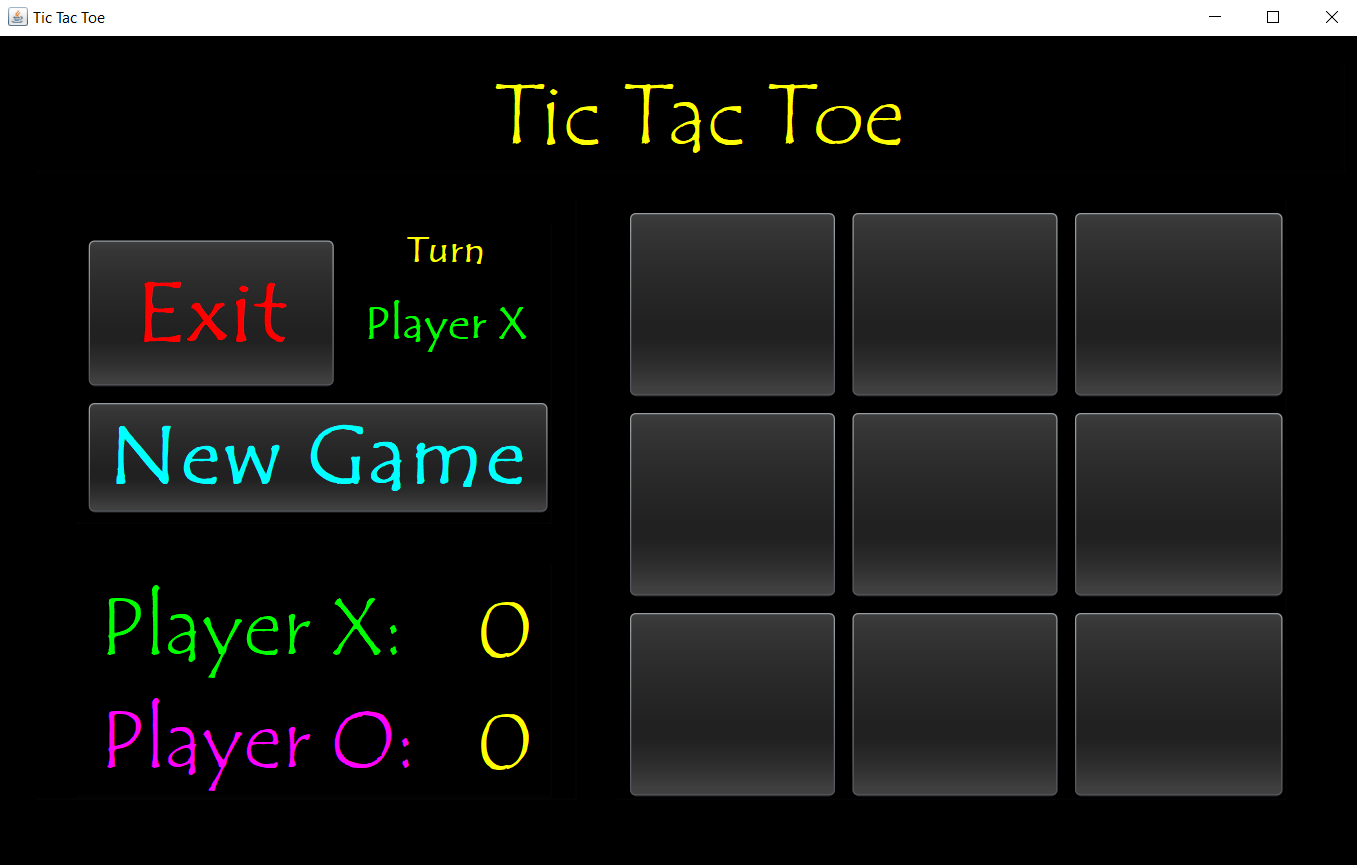 Tic Tac Toe
Tic Tac Toe
Exit
Turn
Player X
New Game
Player X: 0
Player O: 0